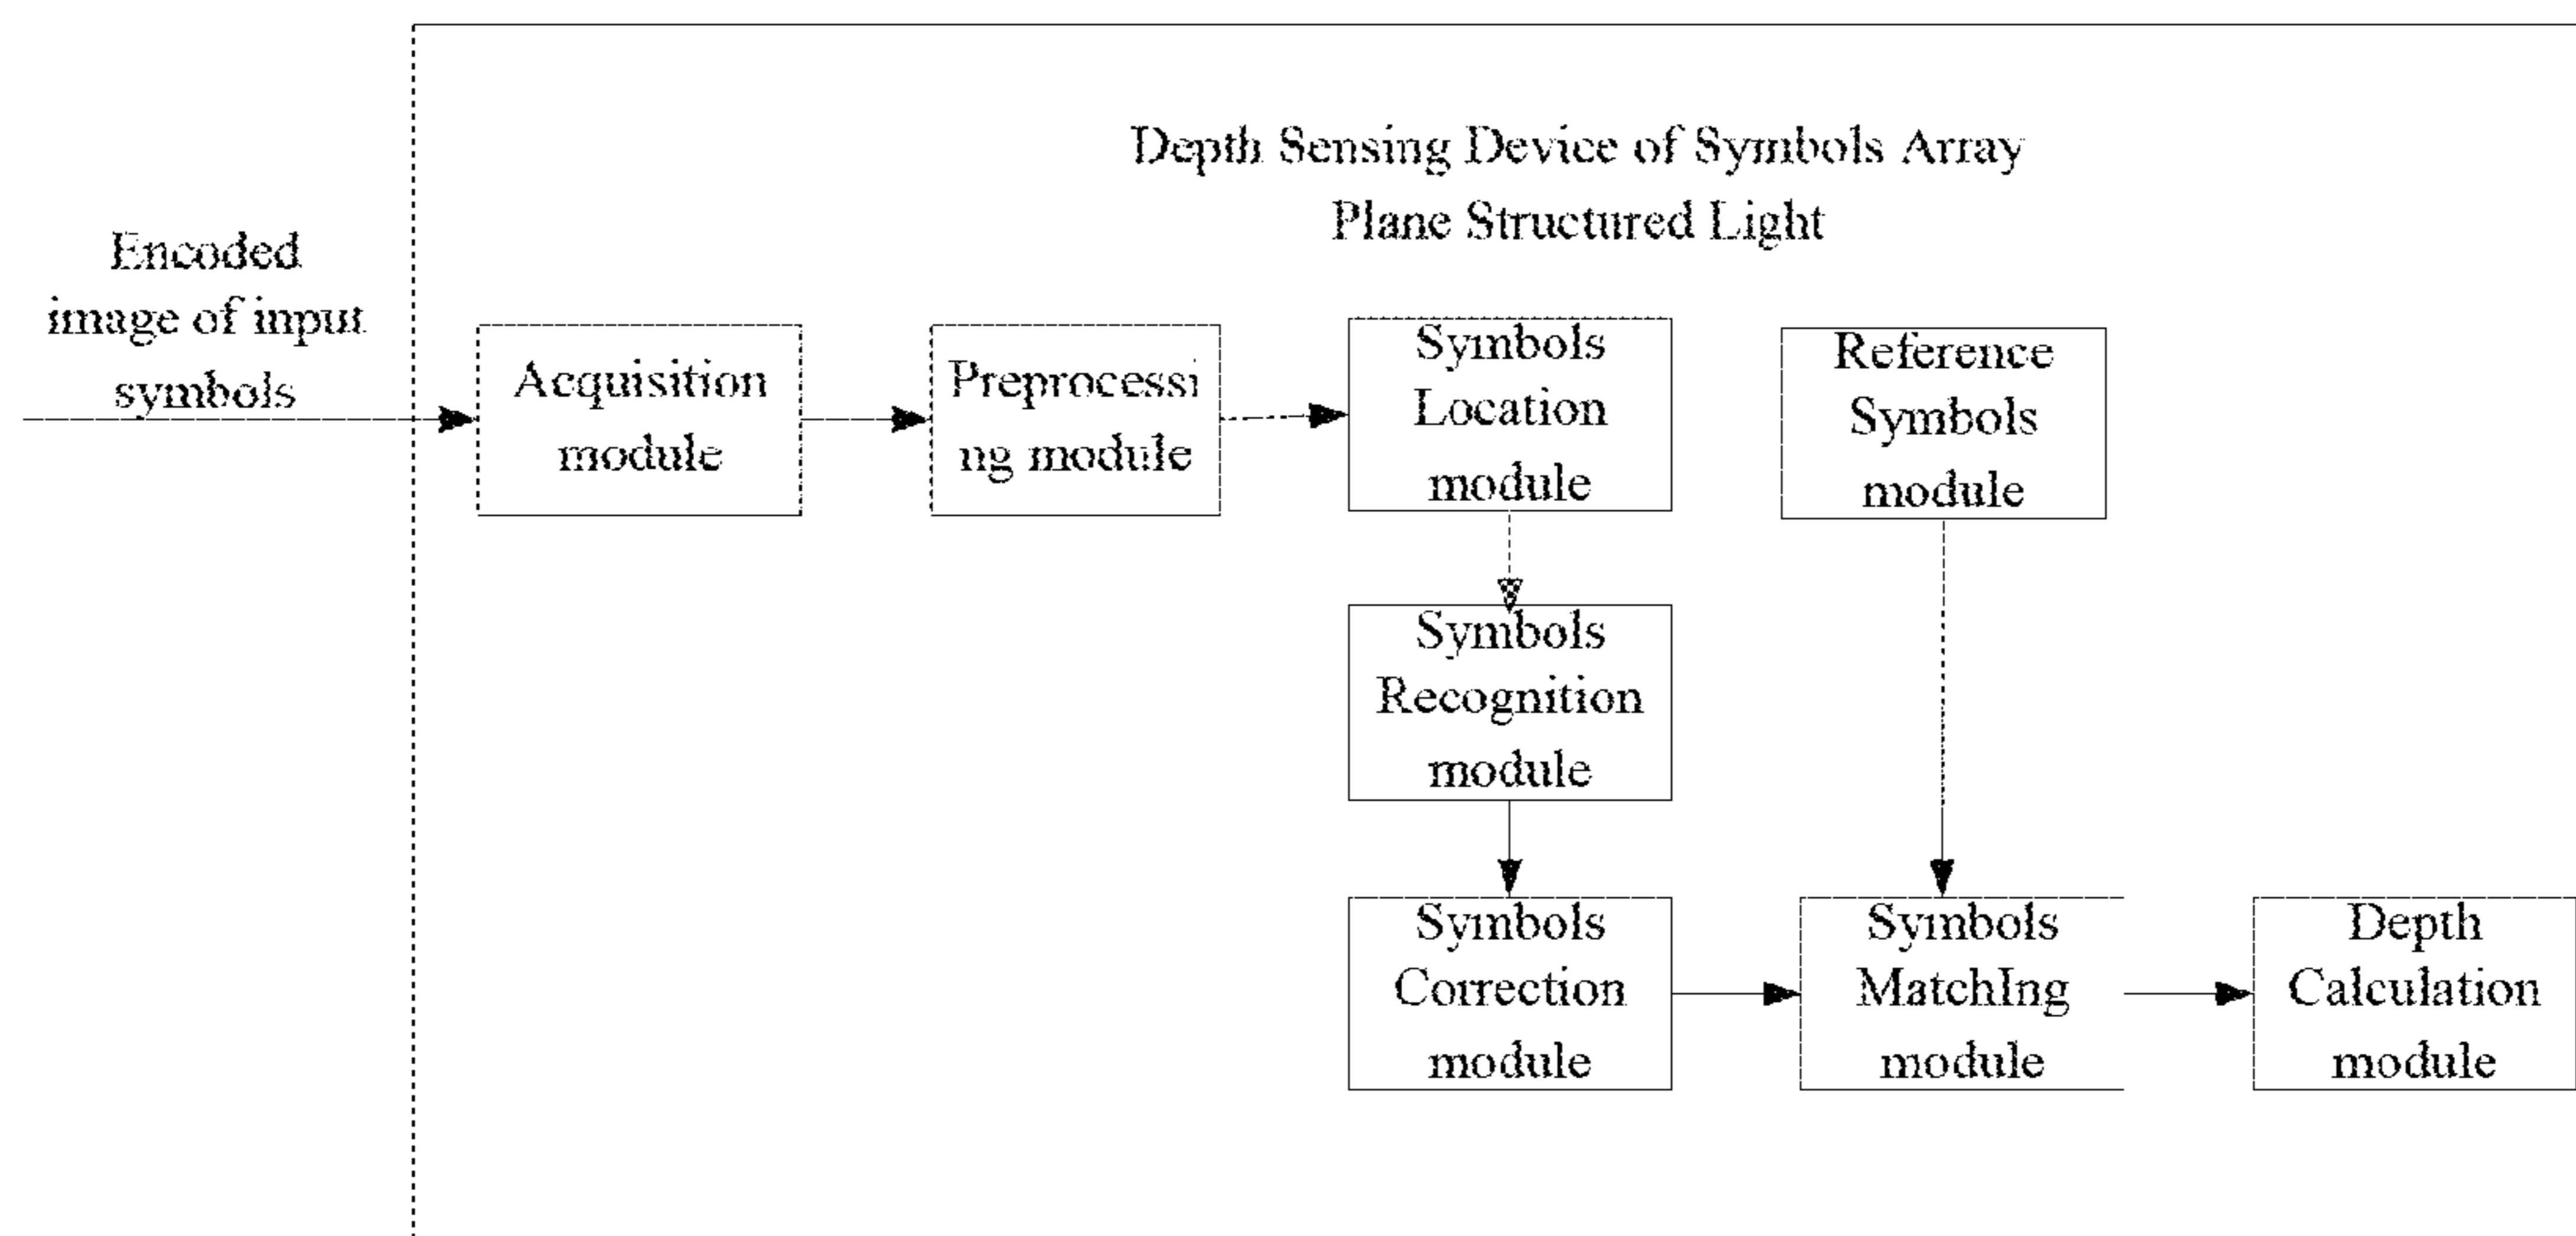 Depth Sensing Device of Symbols Array
Plane Structured Light
Encoded
image of input
symbols
Acquisition
module
Preprocessi
ng module
Symbols
Location
module
Reference
Symbols
module
Symbols
Recognition
module
Symbols
Correction
module
Symbols
MatchIng
module
Depth
Calculation
module